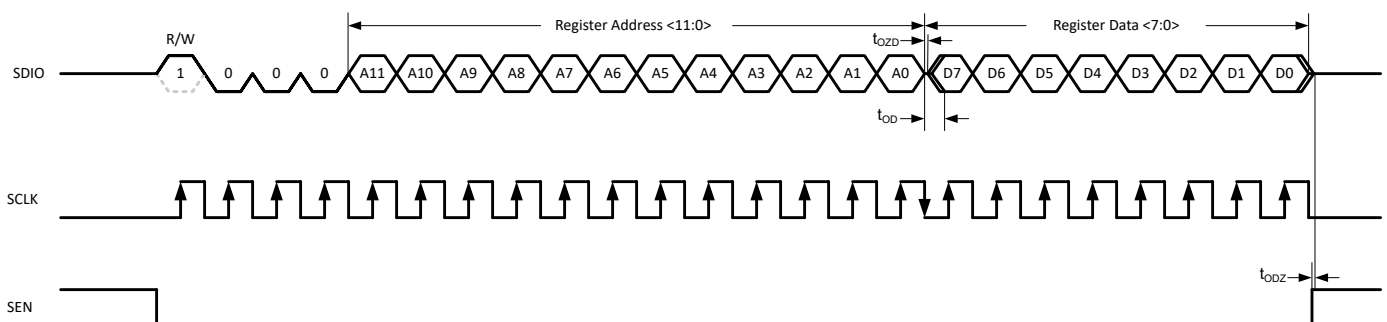 Register Address <11:0>
Register Data <7:0>
R/W
tOZD
SDIO
1 0 0 0 A11 A10 A9 A8 A7 A6 A5 A4 A3 A2 A1 A0 D7 D6 D5 D4 D3 D2 D1 D0
tOD
SCLK
tODZ
SEN